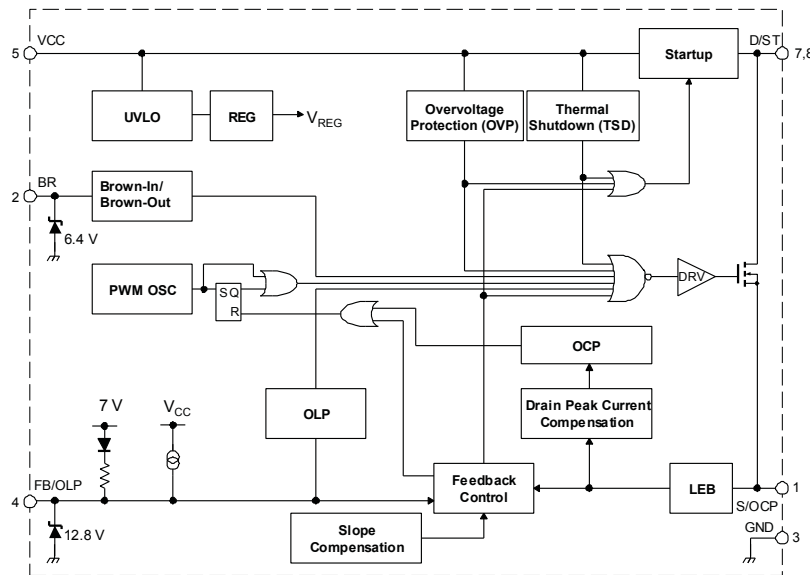 VCC
5
D/ST
7,8
Startup
UVLO
REG
V_REG
Overvoltage
Protection (OVP)
Thermal
Shutdown (TSD)
BR
2
Brown-In/
Brown-Out
6.4 V
PWM OSC
S Q
R
DRV
OCP
7 V
V_CC
OLP
Drain Peak Current
Compensation
FB/OLP
4
Feedback
Control
LEB
1
S/OCP
12.8 V
Slope
Compensation
GND
3